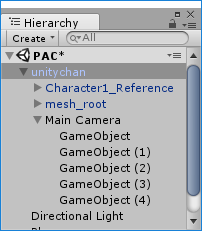 Hierarchy
Create All
PAC*
unitychan
Character1_Reference
mesh_root
Main Camera
GameObject
GameObject (1)
GameObject (2)
GameObject (3)
GameObject (4)
Directional Light